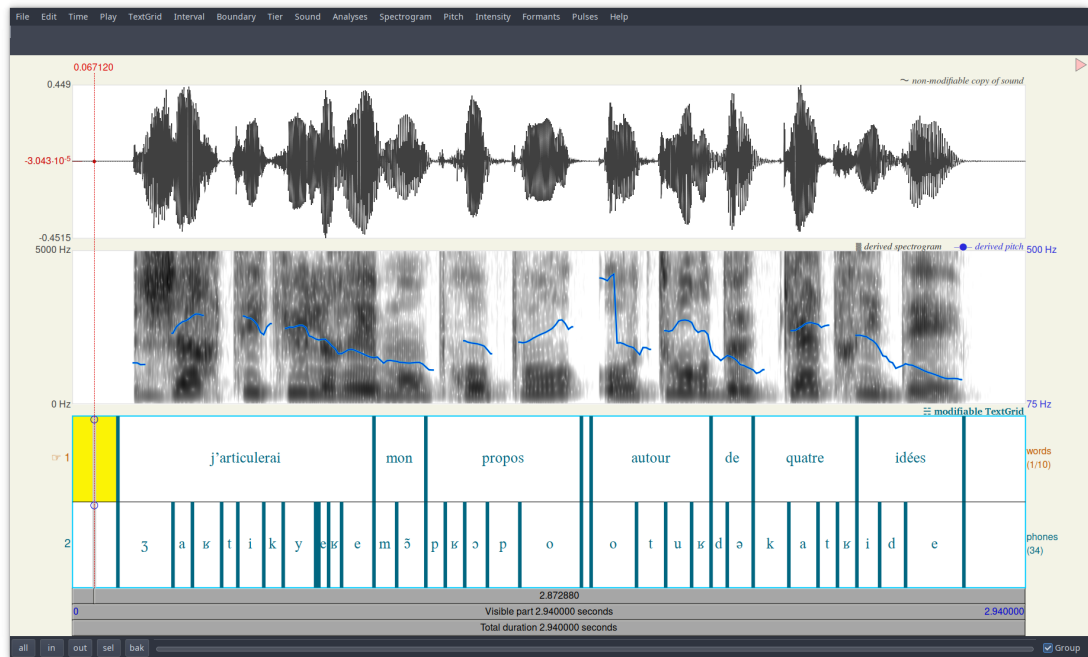 File Edit Time Play TextGrid Interval Boundary Tier Sound Analyses Spectrogram Pitch Intensity Formants Pulses Help
0.067120
0.449
~ non-modifiable copy of sound
-3.043·10-5
-0.4515
5000 Hz
derived spectrogram
derived pitch
500 Hz
0 Hz
75 Hz
modifiable TextGrid
☞ 1
j'articulerai mon propos autour de quatre idées
words
(1/10)
2
ʒ a ʁ t i k y e ʁ e m ɔ̃ p ʁ ɔ p o o t u ʁ d ə k a t ʁ i d e
phones
(34)
2.872880
0
Visible part 2.940000 seconds
2.940000
Total duration 2.940000 seconds
all in out sel bak
Group